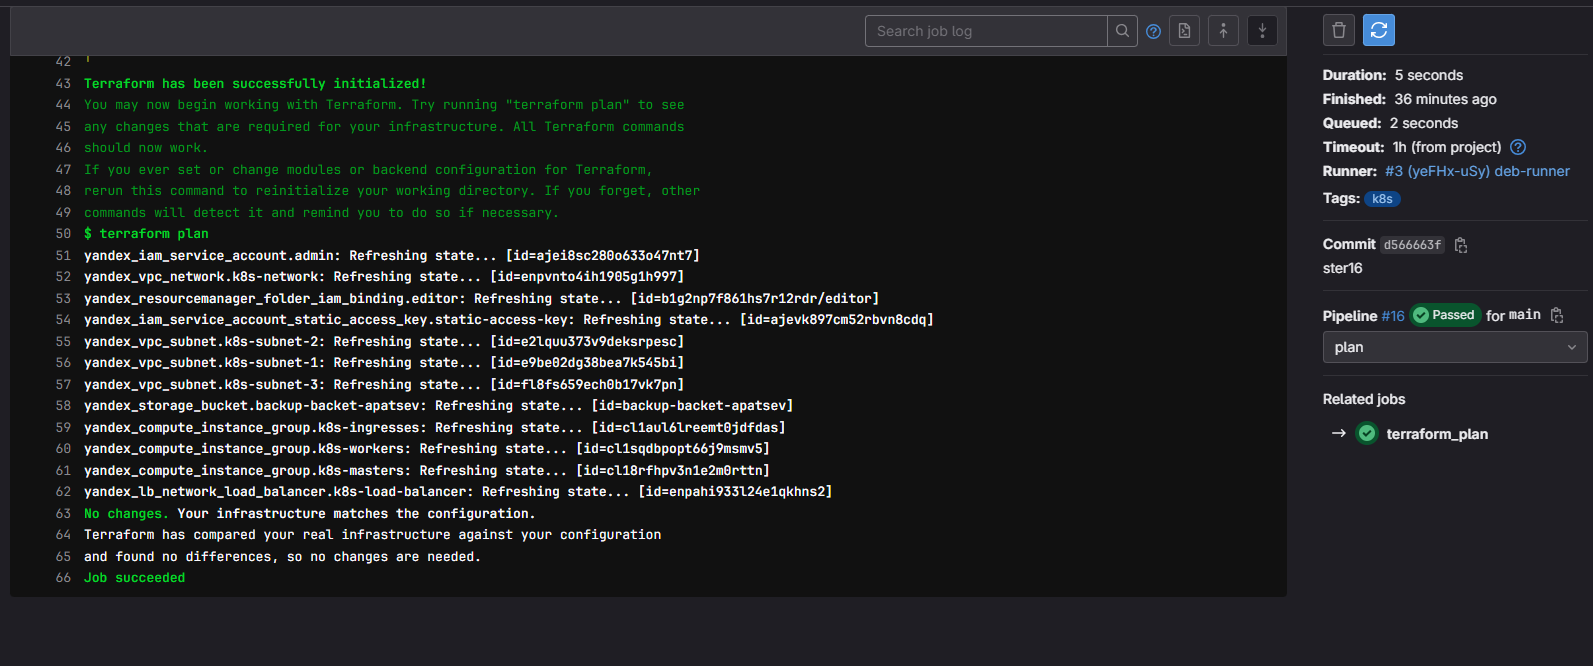 Search job log
42 ╵
43 Terraform has been successfully initialized!
44 You may now begin working with Terraform. Try running "terraform plan" to see
45 any changes that are required for your infrastructure. All Terraform commands
46 should now work.
47 If you ever set or change modules or backend configuration for Terraform,
48 rerun this command to reinitialize your working directory. If you forget, other
49 commands will detect it and remind you to do so if necessary.
50 $ terraform plan
51 yandex_iam_service_account.admin: Refreshing state... [id=ajei8sc280o633o47nt7]
52 yandex_vpc_network.k8s-network: Refreshing state... [id=enpvnto4ih1905g1h997]
53 yandex_resourcemanager_folder_iam_binding.editor: Refreshing state... [id=b1g2np7f861hs7r12rdr/editor]
54 yandex_iam_service_account_static_access_key.static-access-key: Refreshing state... [id=ajevk897cm52rbvn8cdq]
55 yandex_vpc_subnet.k8s-subnet-2: Refreshing state... [id=e2lquu373v9deksrpesc]
56 yandex_vpc_subnet.k8s-subnet-1: Refreshing state... [id=e9be02dg38bea7k545bi]
57 yandex_vpc_subnet.k8s-subnet-3: Refreshing state... [id=fl8fs659ech0b17vk7pn]
58 yandex_storage_bucket.backup-backet-apatsev: Refreshing state... [id=backup-backet-apatsev]
59 yandex_compute_instance_group.k8s-ingresses: Refreshing state... [id=cl1aul6lreemt0jdfdas]
60 yandex_compute_instance_group.k8s-workers: Refreshing state... [id=cl1sqdbpopt66j9msmv5]
61 yandex_compute_instance_group.k8s-masters: Refreshing state... [id=cl18rfhpv3n1e2m0rttn]
62 yandex_lb_network_load_balancer.k8s-load-balancer: Refreshing state... [id=enpahi933l24e1qkhns2]
63 No changes. Your infrastructure matches the configuration.
64 Terraform has compared your real infrastructure against your configuration
65 and found no differences, so no changes are needed.
66 Job succeeded
Duration: 5 seconds
Finished: 36 minutes ago
Queued: 2 seconds
Timeout: 1h (from project)
Runner: #3 (yeFHx-uSy) deb-runner
Tags: k8s
Commit d566663f
ster16
Pipeline #16 Passed for main
plan
Related jobs
→ terraform_plan